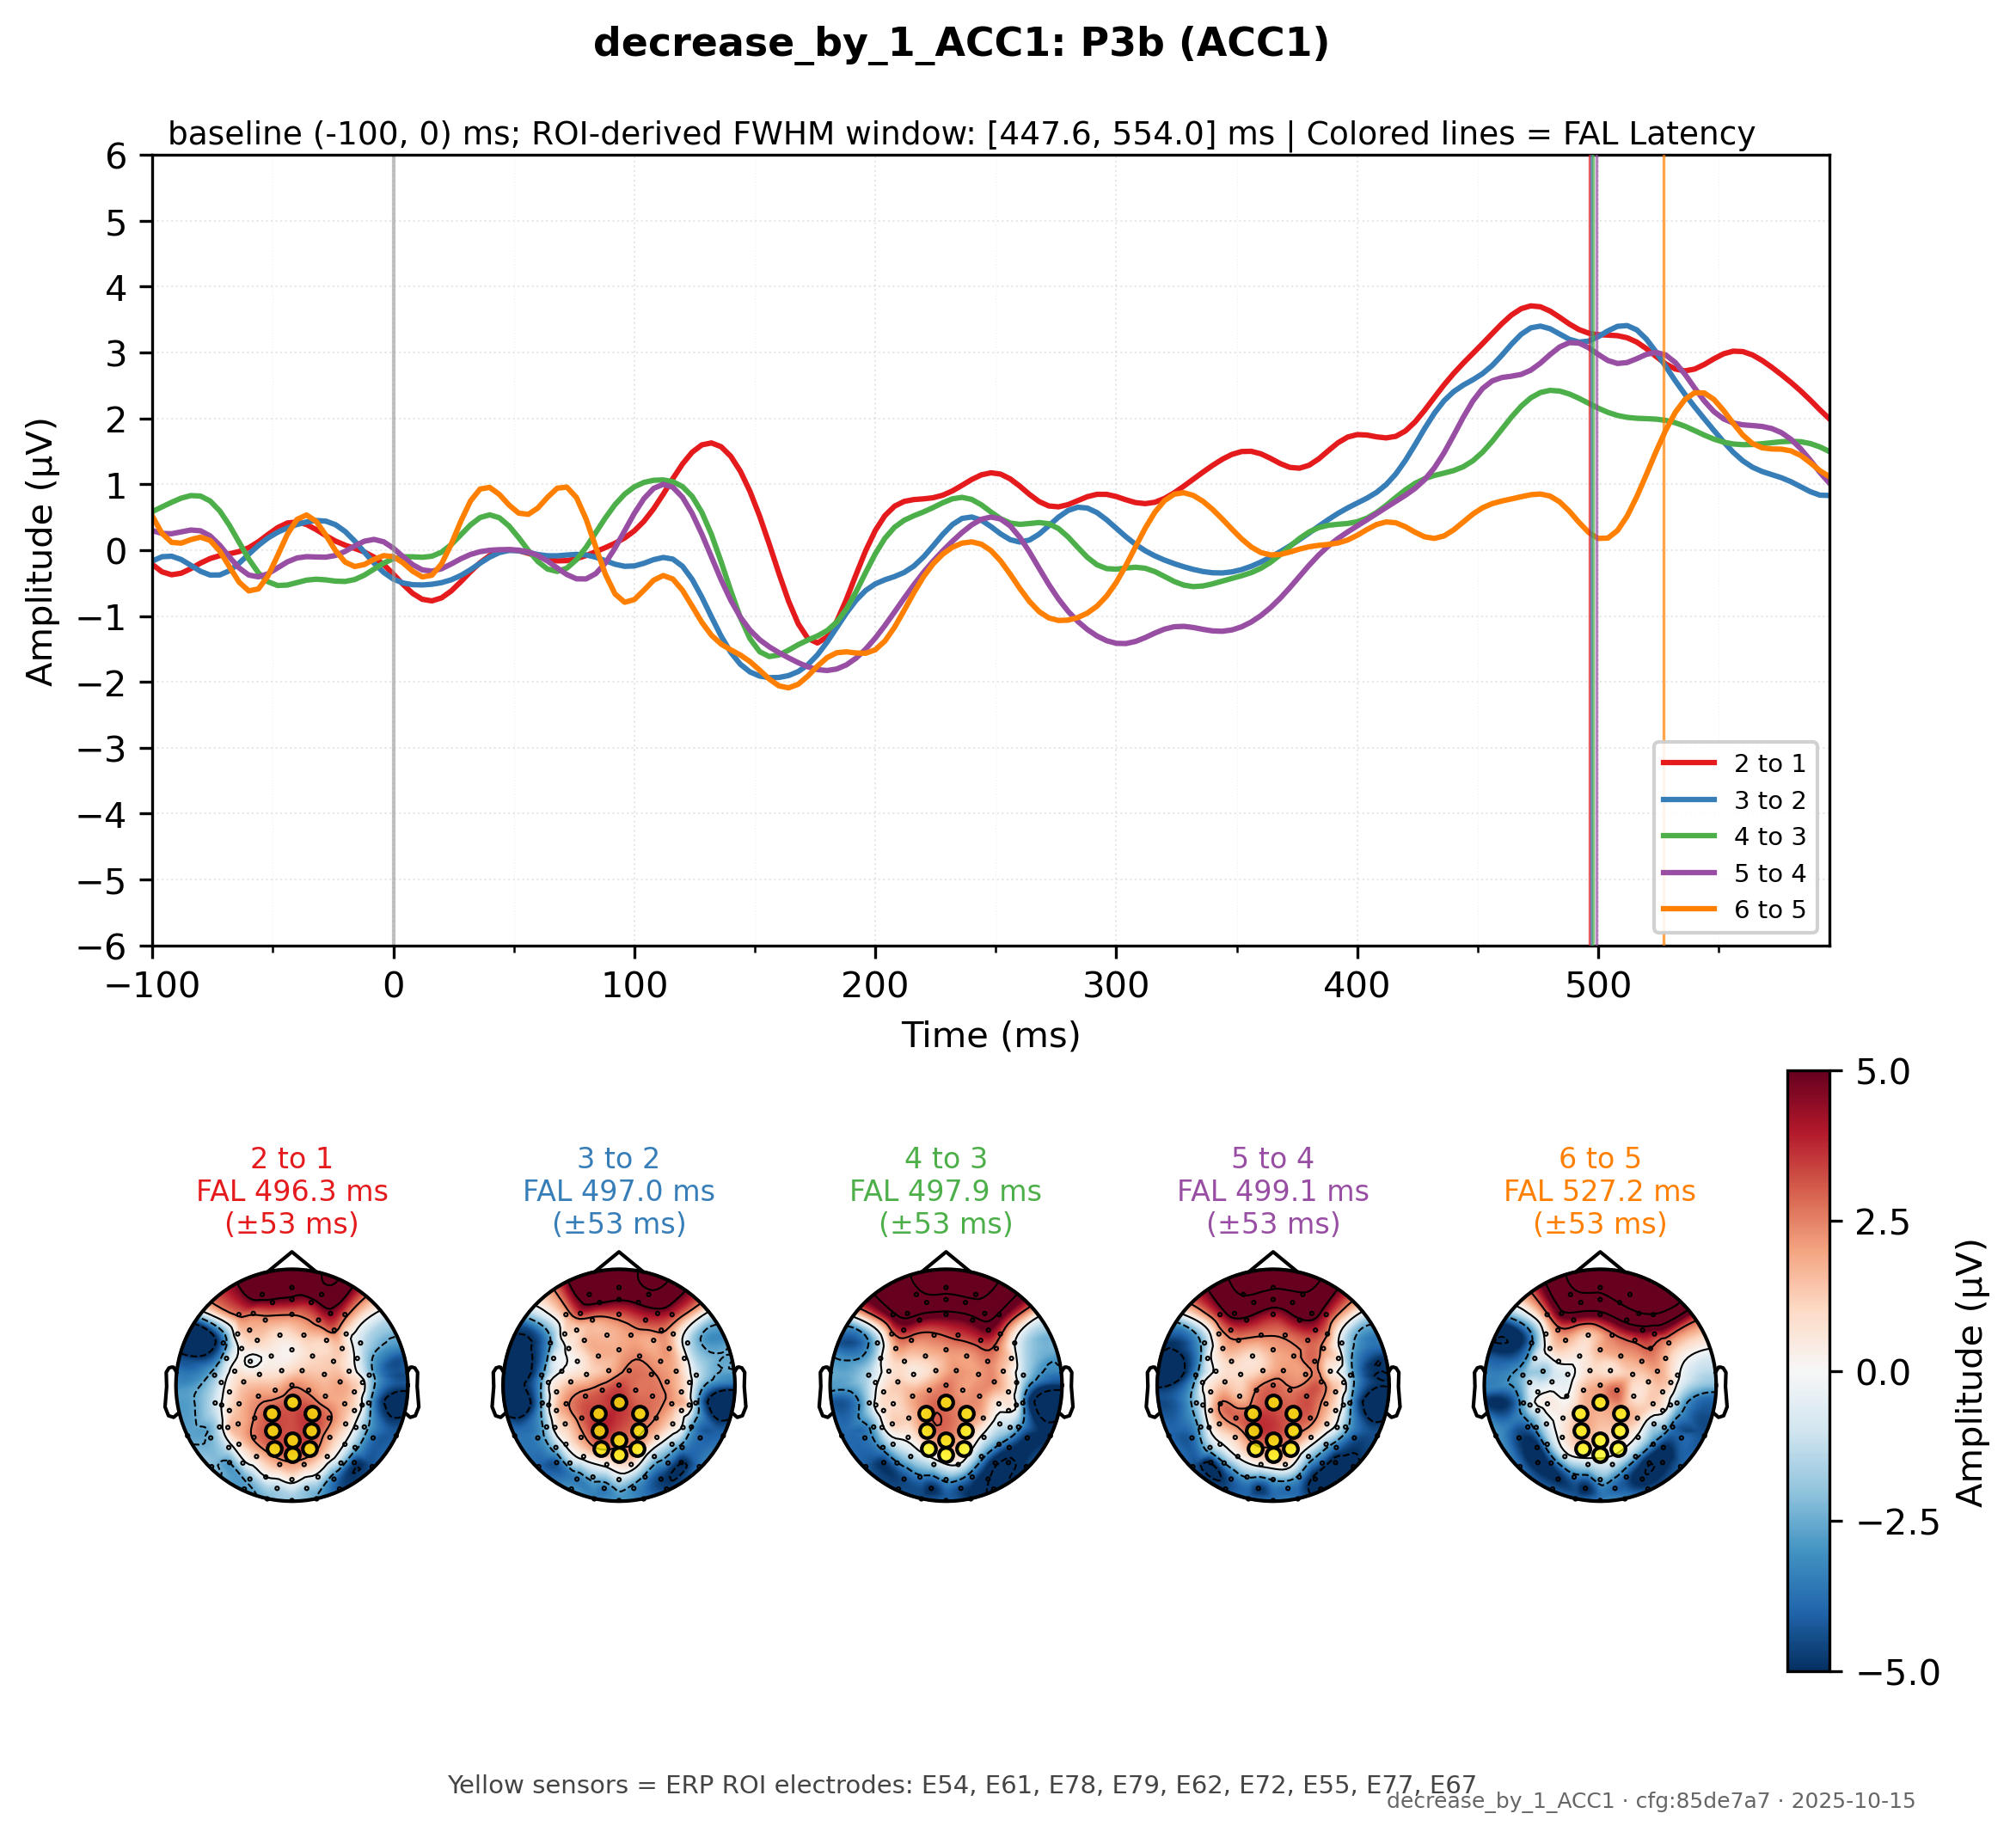 decrease_by_1_ACC1: P3b (ACC1)
baseline (-100, 0) ms; ROI-derived FWHM window: [447.6, 554.0] ms | Colored lines = FAL Latency
6
5
4
3
2
1
0
−1
−2
−3
−4
−5
−6
Amplitude (µV)
2 to 1
3 to 2
4 to 3
5 to 4
6 to 5
−100
0
100
200
300
400
500
Time (ms)
2 to 1
FAL 496.3 ms
(±53 ms)
3 to 2
FAL 497.0 ms
(±53 ms)
4 to 3
FAL 497.9 ms
(±53 ms)
5 to 4
FAL 499.1 ms
(±53 ms)
6 to 5
FAL 527.2 ms
(±53 ms)
5.0
2.5
0.0
−2.5
−5.0
Amplitude (µV)
Yellow sensors = ERP ROI electrodes: E54, E61, E78, E79, E62, E72, E55, E77, E67
decrease_by_1_ACC1 · cfg:85de7a7 · 2025-10-15